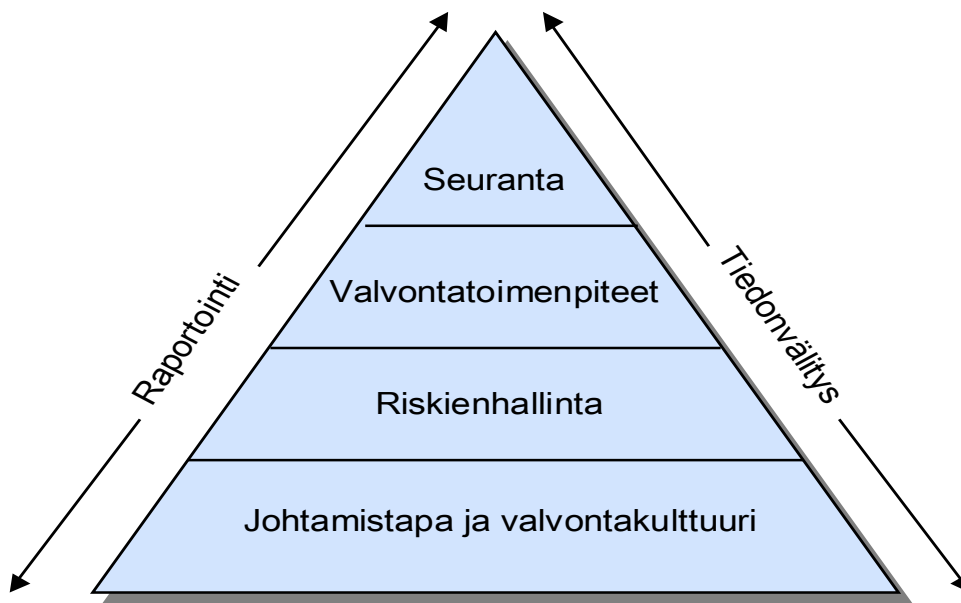 Seuranta
Valvontatoimenpiteet
Riskienhallinta
Johtamistapa ja valvontakulttuuri
Raportointi
Tiedonvälitys